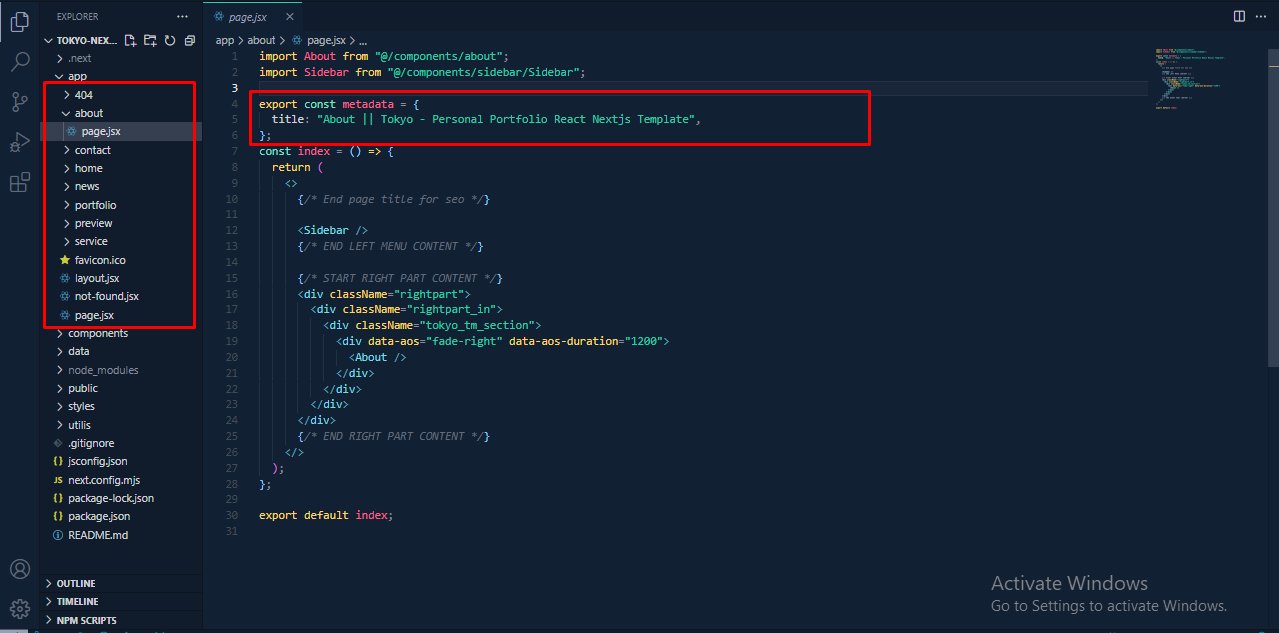 EXPLORER
TOKYO-NEX...
.next
app
404
about
page.jsx
contact
home
news
portfolio
preview
service
favicon.ico
layout.jsx
not-found.jsx
page.jsx
components
data
node_modules
public
styles
utilis
.gitignore
jsconfig.json
JS next.config.mjs
package-lock.json
package.json
README.md
OUTLINE
TIMELINE
NPM SCRIPTS
page.jsx
app > about > page.jsx > ...
1 import About from "@/components/about";
2 import Sidebar from "@/components/sidebar/Sidebar";
3
4 export const metadata = {
5 title: "About || Tokyo - Personal Portfolio React Nextjs Template",
6 };
7 const index = () => {
8 return (
9 <>
10 {/* End page title for seo */}
11
12 <Sidebar />
13 {/* END LEFT MENU CONTENT */}
14
15 {/* START RIGHT PART CONTENT */}
16 <div className="rightpart">
17 <div className="rightpart_in">
18 <div className="tokyo_tm_section">
19 <div data-aos="fade-right" data-aos-duration="1200">
20 <About />
21 </div>
22 </div>
23 </div>
24 </div>
25 {/* END RIGHT PART CONTENT */}
26 </>
27 );
28 };
29
30 export default index;
31
Activate Windows
Go to Settings to activate Windows.